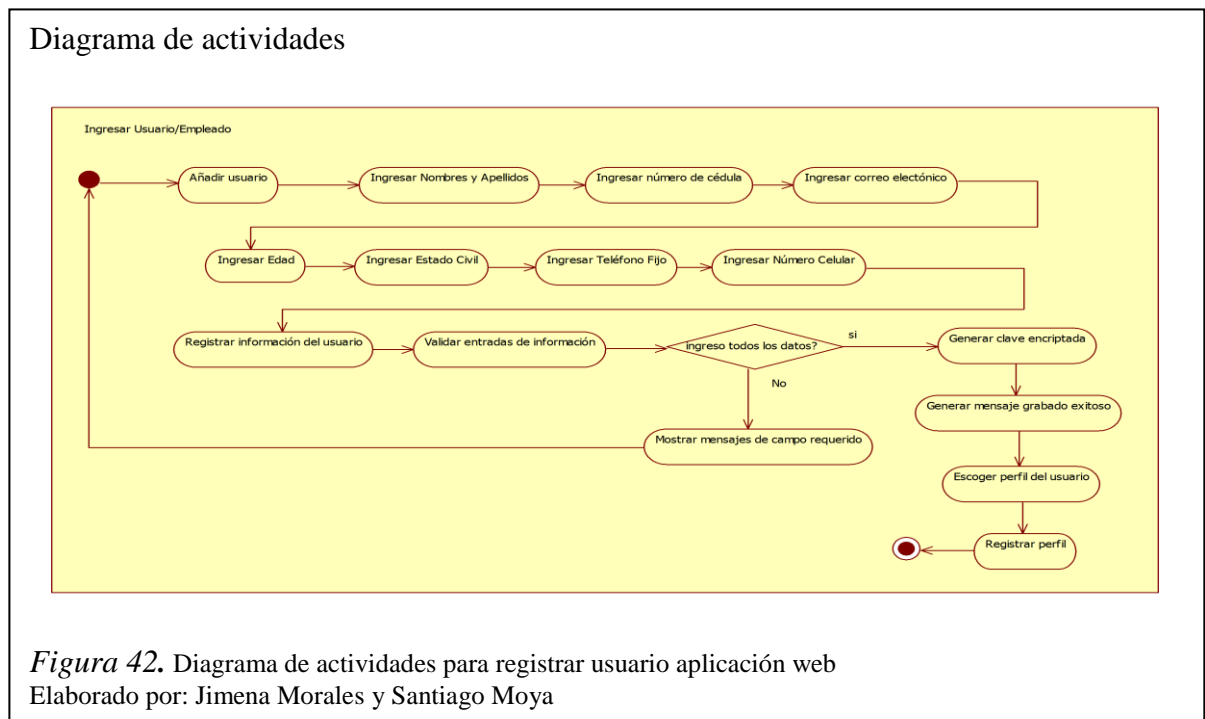 Diagrama de actividades
Ingresar Usuario/Empleado
Añadir usuario
Ingresar Nombres y Apellidos
Ingresar número de cédula
Ingresar correo electónico
Ingresar Edad
Ingresar Estado Civil
Ingresar Teléfono Fijo
Ingresar Número Celular
Registrar información del usuario
Validar entradas de información
ingreso todos los datos?
si
Generar clave encriptada
No
Generar mensaje grabado exitoso
Mostrar mensajes de campo requerido
Escoger perfil del usuario
Registrar perfil
Figura 42. Diagrama de actividades para registrar usuario aplicación web
Elaborado por: Jimena Morales y Santiago Moya